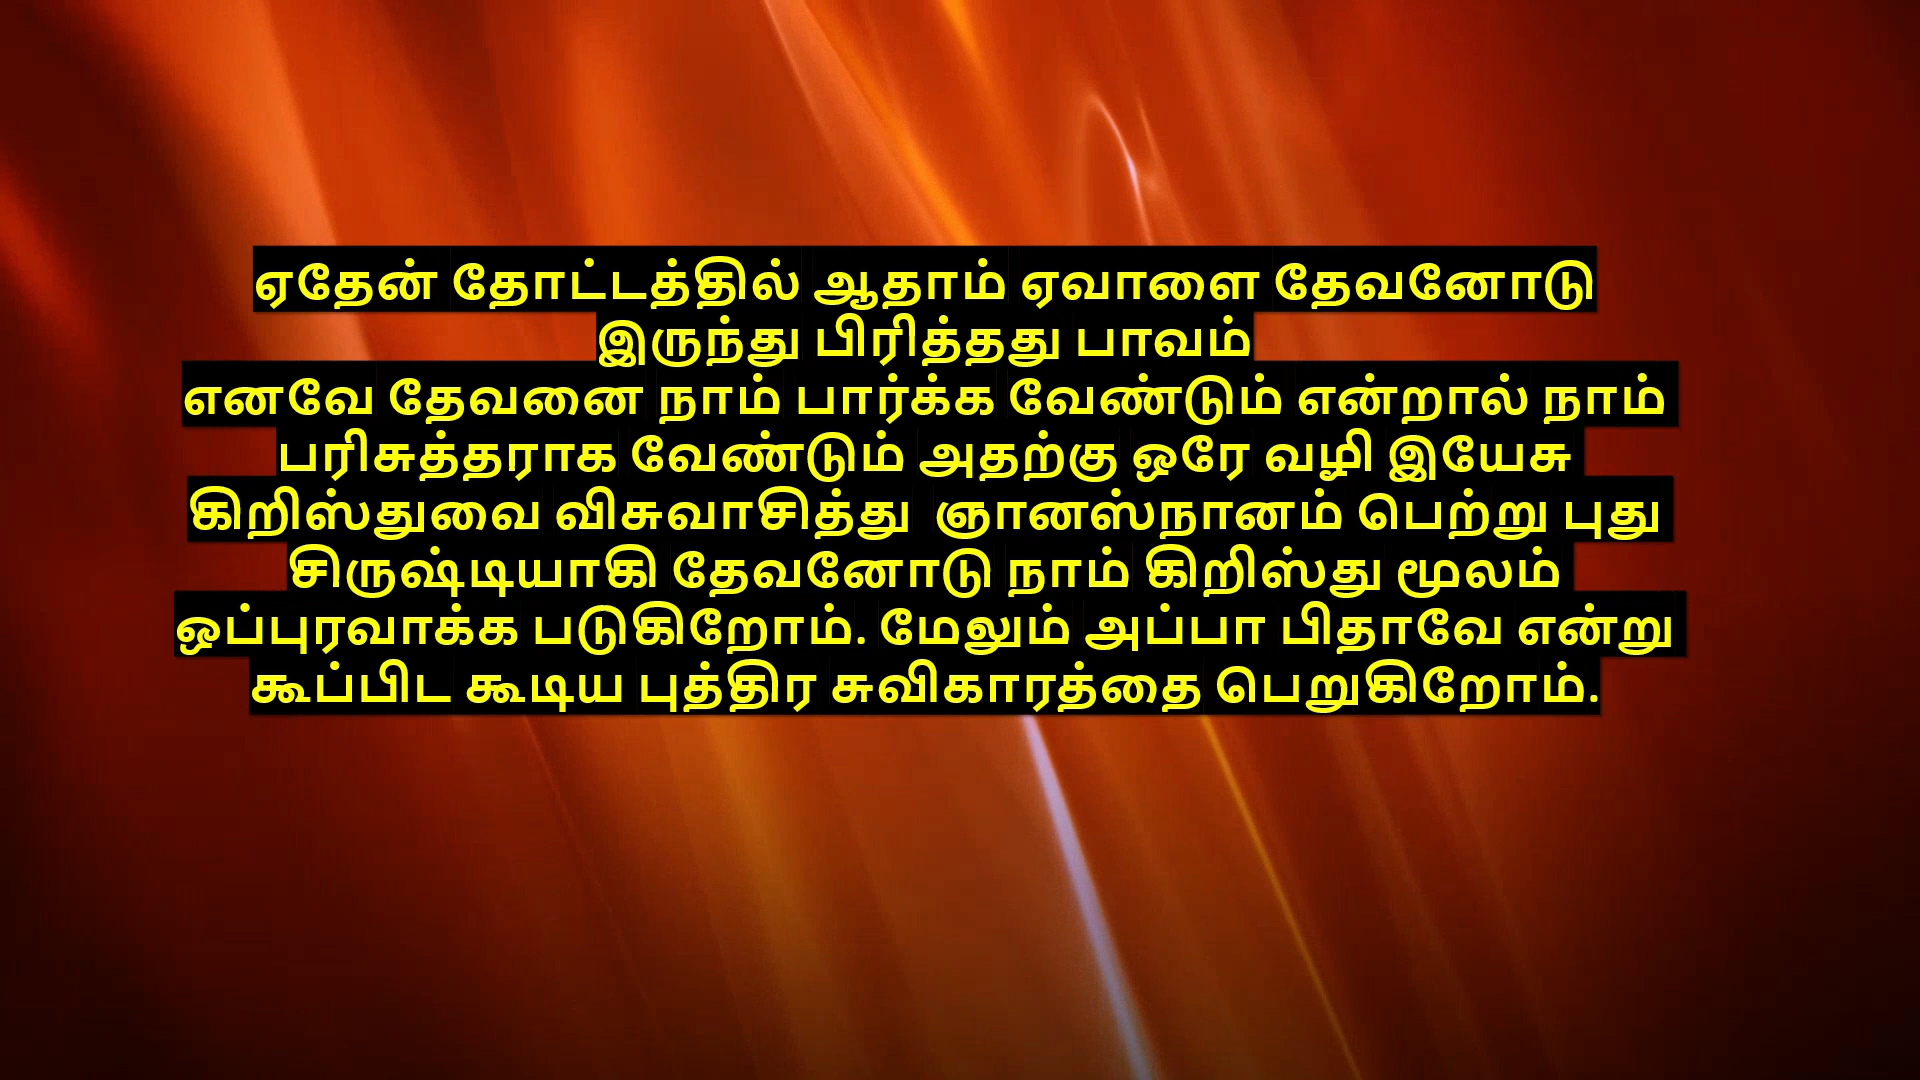 ஏதேன் தோட்டத்தில் ஆதாம் ஏவாளை தேவனோடு
இருந்து பிரித்தது பாவம்
எனவே தேவனை நாம் பார்க்க வேண்டும் என்றால் நாம்
பரிசுத்தராக வேண்டும் அதற்கு ஒரே வழி இயேசு
கிறிஸ்துவை விசுவாசித்து ஞானஸ்நானம் பெற்று புது
சிருஷ்டியாகி தேவனோடு நாம் கிறிஸ்து மூலம்
ஒப்புரவாக்க படுகிறோம். மேலும் அப்பா பிதாவே என்று
கூப்பிட கூடிய புத்திர சுவிகாரத்தை பெறுகிறோம்.